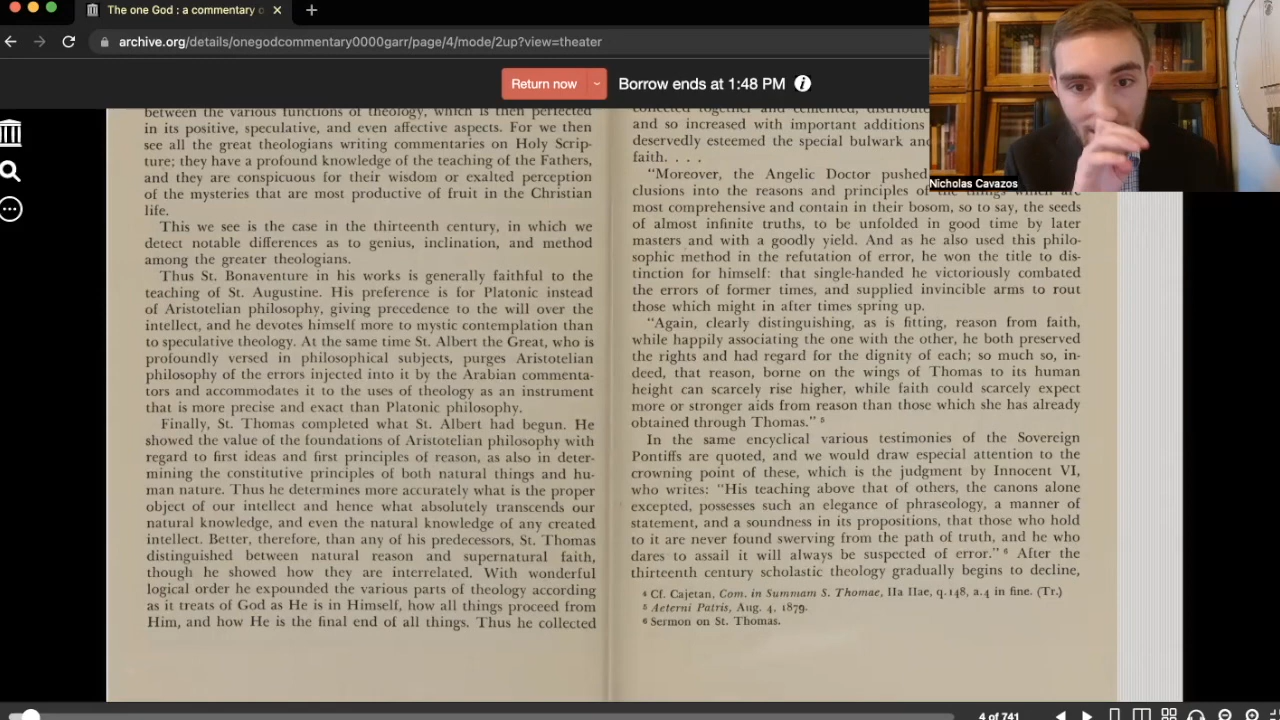 The one God : a commentary o
archive.org/details/onegodcommentary0000garr/page/4/mode/2up?view=theater
Return now
Borrow ends at 1:48 PM
between the various functions of theology, which is then perfected
in its positive, speculative, and even affective aspects. For we then
see all the great theologians writing commentaries on Holy Scrip-
ture; they have a profound knowledge of the teaching of the Fathers,
and they are conspicuous for their wisdom or exalted perception
of the mysteries that are most productive of fruit in the Christian
life.
This we see is the case in the thirteenth century, in which we
detect notable differences as to genius, inclination, and method
among the greater theologians.
Thus St. Bonaventure in his works is generally faithful to the
teaching of St. Augustine. His preference is for Platonic instead
of Aristotelian philosophy, giving precedence to the will over the
intellect, and he devotes himself more to mystic contemplation than
to speculative theology. At the same time St. Albert the Great, who is
profoundly versed in philosophical subjects, purges Aristotelian
philosophy of the errors injected into it by the Arabian commenta-
tors and accommodates it to the uses of theology as an instrument
that is more precise and exact than Platonic philosophy.
Finally, St. Thomas completed what St. Albert had begun. He
showed the value of the foundations of Aristotelian philosophy with
regard to first ideas and first principles of reason, as also in deter-
mining the constitutive principles of both natural things and hu-
man nature. Thus he determines more accurately what is the proper
object of our intellect and hence what absolutely transcends our
natural knowledge, and even the natural knowledge of any created
intellect. Better, therefore, than any of his predecessors, St. Thomas
distinguished between natural reason and supernatural faith,
though he showed how they are interrelated. With wonderful
logical order he expounded the various parts of theology according
as it treats of God as He is in Himself, how all things proceed from
Him, and how He is the final end of all things. Thus he collected
collected together and cemented, distribut
and so increased with important additions
deservedly esteemed the special bulwark an
faith. . . .
“Moreover, the Angelic Doctor pushed
clusions into the reasons and principles of the things which are
most comprehensive and contain in their bosom, so to say, the seeds
of almost infinite truths, to be unfolded in good time by later
masters and with a goodly yield. And as he also used this philo-
sophic method in the refutation of error, he won the title to dis-
tinction for himself: that single-handed he victoriously combated
the errors of former times, and supplied invincible arms to rout
those which might in after times spring up.
“Again, clearly distinguishing, as is fitting, reason from faith,
while happily associating the one with the other, he both preserved
the rights and had regard for the dignity of each; so much so, in-
deed, that reason, borne on the wings of Thomas to its human
height can scarcely rise higher, while faith could scarcely expect
more or stronger aids from reason than those which she has already
obtained through Thomas.” 5
In the same encyclical various testimonies of the Sovereign
Pontiffs are quoted, and we would draw especial attention to the
crowning point of these, which is the judgment by Innocent VI,
who writes: “His teaching above that of others, the canons alone
excepted, possesses such an elegance of phraseology, a manner of
statement, and a soundness in its propositions, that those who hold
to it are never found swerving from the path of truth, and he who
dares to assail it will always be suspected of error.” 6 After the
thirteenth century scholastic theology gradually begins to decline,
4 Cf. Cajetan, Com. in Summam S. Thomae, IIa IIae, q.148, a.4 in fine. (Tr.)
5 Aeterni Patris, Aug. 4, 1879.
6 Sermon on St. Thomas.
Nicholas Cavazos
4 of 741